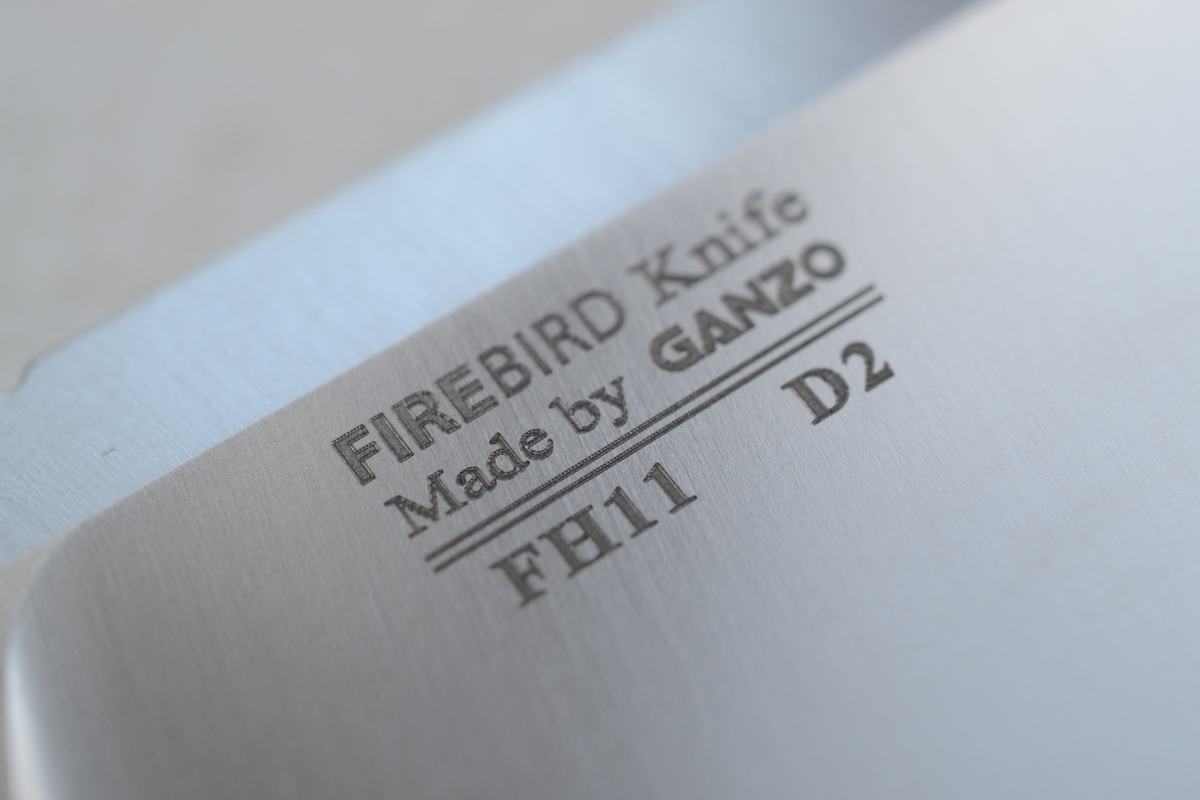 FIREBIRD Knife
Made by GANZO
FH11 D2